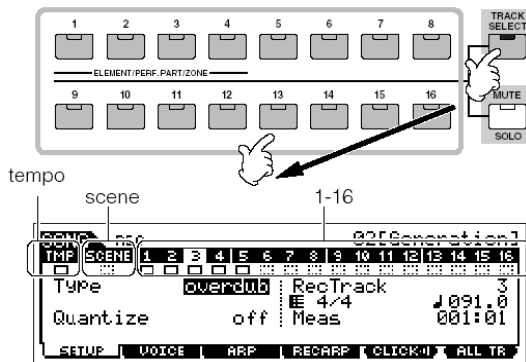 1 2 3 4 5 6 7 8
TRACK SELECT
ELEMENT/PERF. PART/ZONE
9 10 11 12 13 14 15 16
MUTE
SOLO
tempo
scene
1-16
02[Generation]
TMP SCENE 1 2 3 4 5 6 7 8 9 10 11 12 13 14 15 16
Type overdub RecTrack 3
4/4 ♩091.0
Quantize off Meas 001:01
SETUP VOICE ARP RECARP CLICK ALL TR